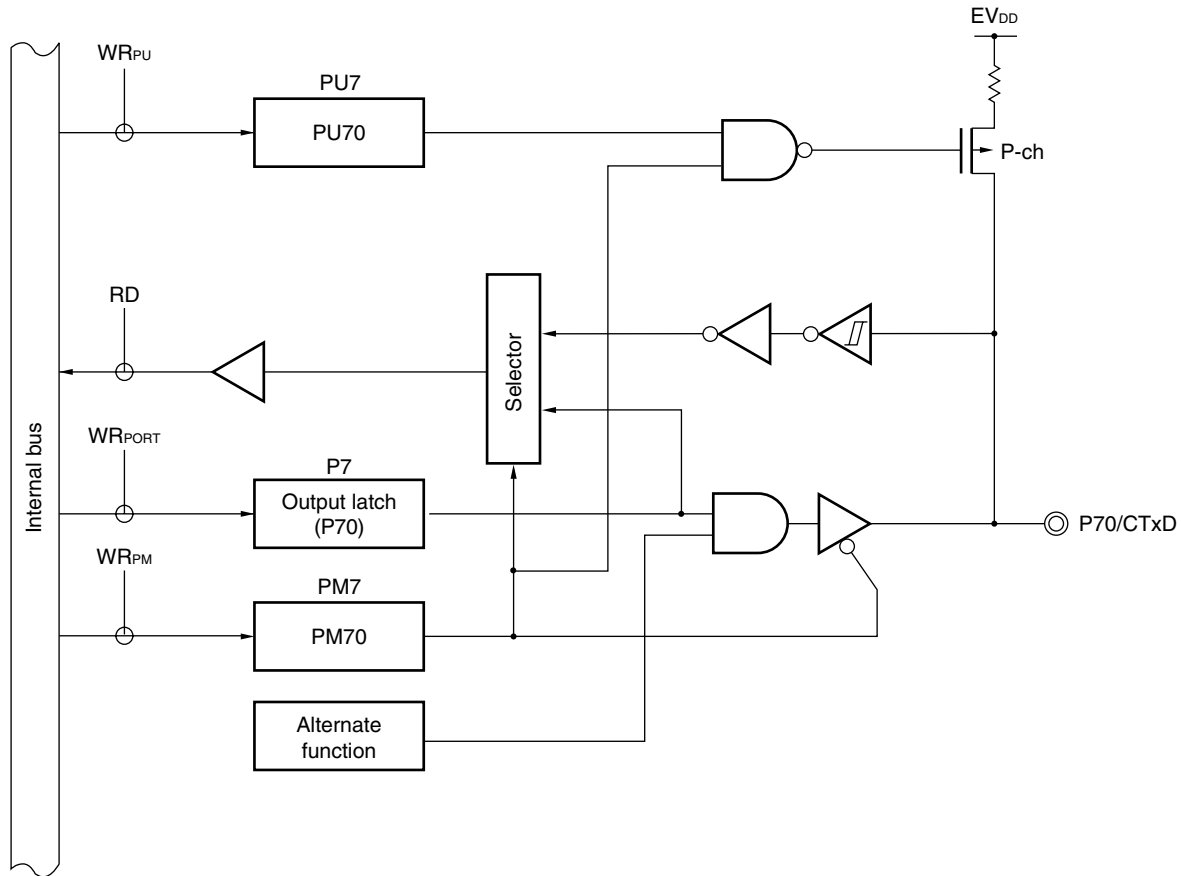 EVDD
WRPU
PU7
PU70
P-ch
RD
Selector
WRPORT
P7
Output latch
(P70)
P70/CTxD
Internal bus
WRPM
PM7
PM70
Alternate
function